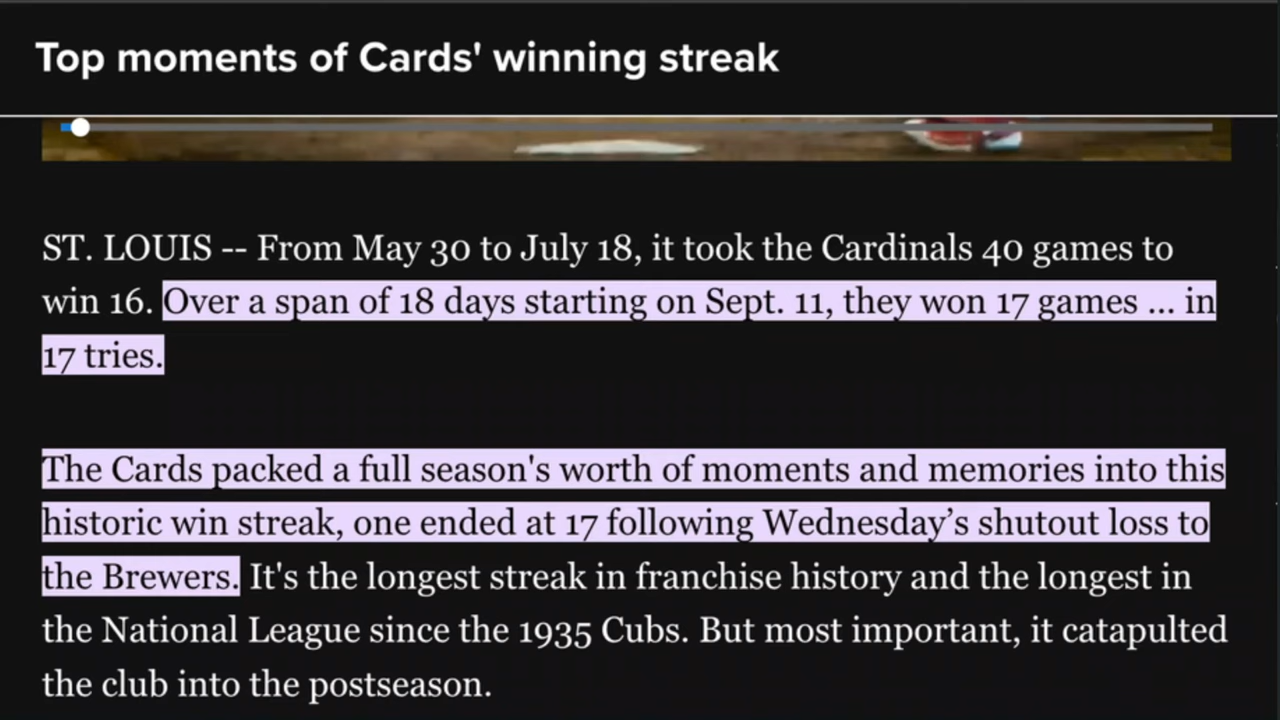 Top moments of Cards' winning streak
ST. LOUIS -- From May 30 to July 18, it took the Cardinals 40 games to
win 16. Over a span of 18 days starting on Sept. 11, they won 17 games ... in
17 tries.
The Cards packed a full season's worth of moments and memories into this
historic win streak, one ended at 17 following Wednesday’s shutout loss to
the Brewers. It's the longest streak in franchise history and the longest in
the National League since the 1935 Cubs. But most important, it catapulted
the club into the postseason.